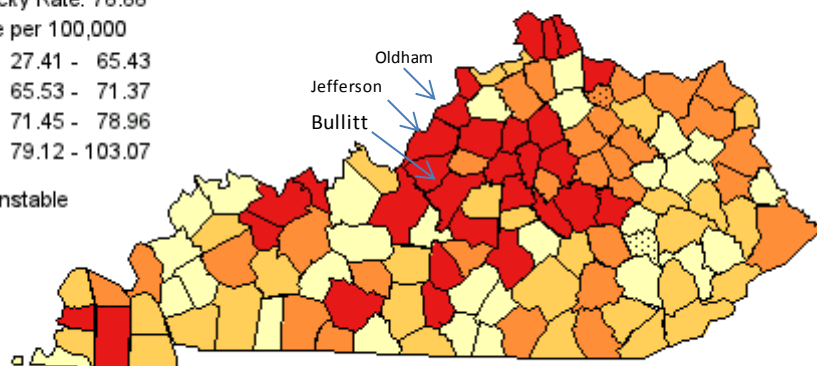 Rate:
per 100,000
27.41 - 65.43
65.53 - 71.37
71.45 - 78.96
79.12 - 103.07
Oldham
Jefferson
Bullitt